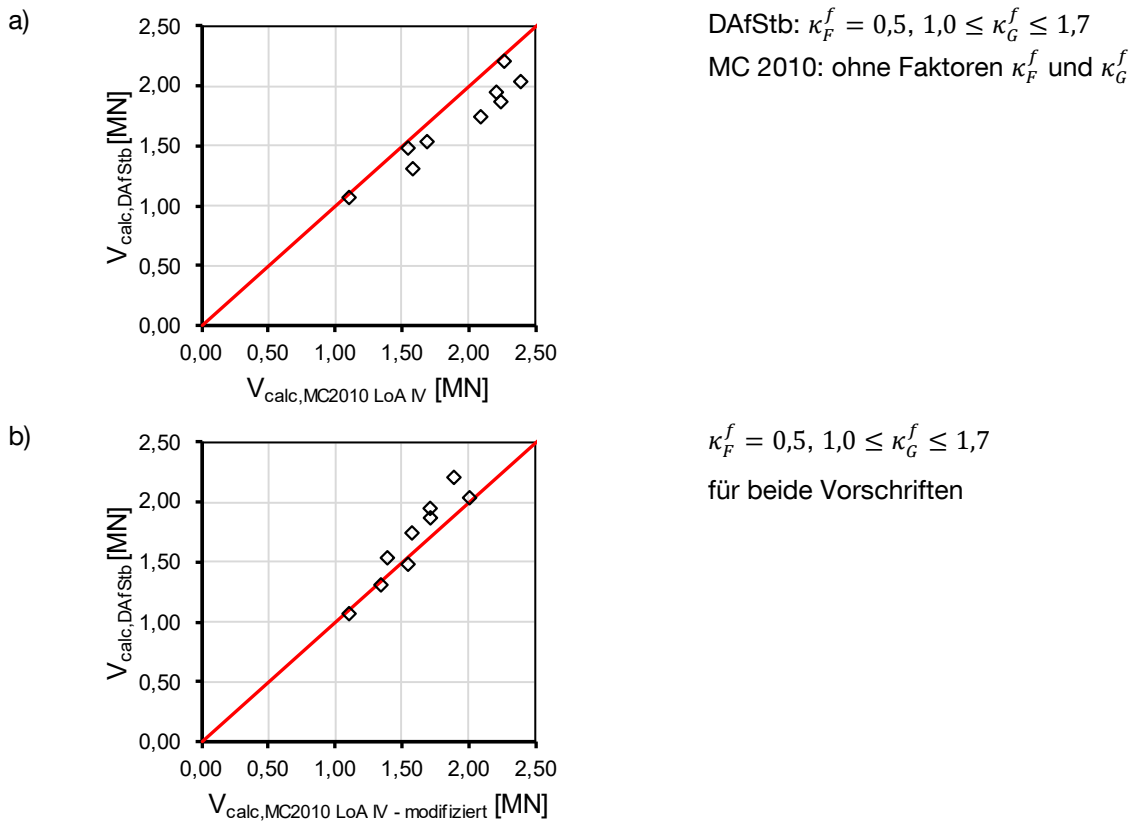 a)
DAfStb: κ_F^f = 0,5, 1,0 ≤ κ_G^f ≤ 1,7
MC 2010: ohne Faktoren κ_F^f und κ_G^f
V_calc,DAfStb [MN]
2,50
2,00
1,50
1,00
0,50
0,00
0,00 0,50 1,00 1,50 2,00 2,50
V_calc,MC2010 LoA IV [MN]
b)
κ_F^f = 0,5, 1,0 ≤ κ_G^f ≤ 1,7
für beide Vorschriften
V_calc,DAfStb [MN]
2,50
2,00
1,50
1,00
0,50
0,00
0,00 0,50 1,00 1,50 2,00 2,50
V_calc,MC2010 LoA IV - modifiziert [MN]